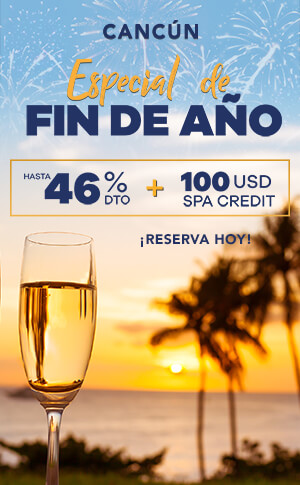 CANCÚN
Especial de
FIN DE AÑO
HASTA 46% DTO + 100 USD SPA CREDIT
¡RESERVA HOY!